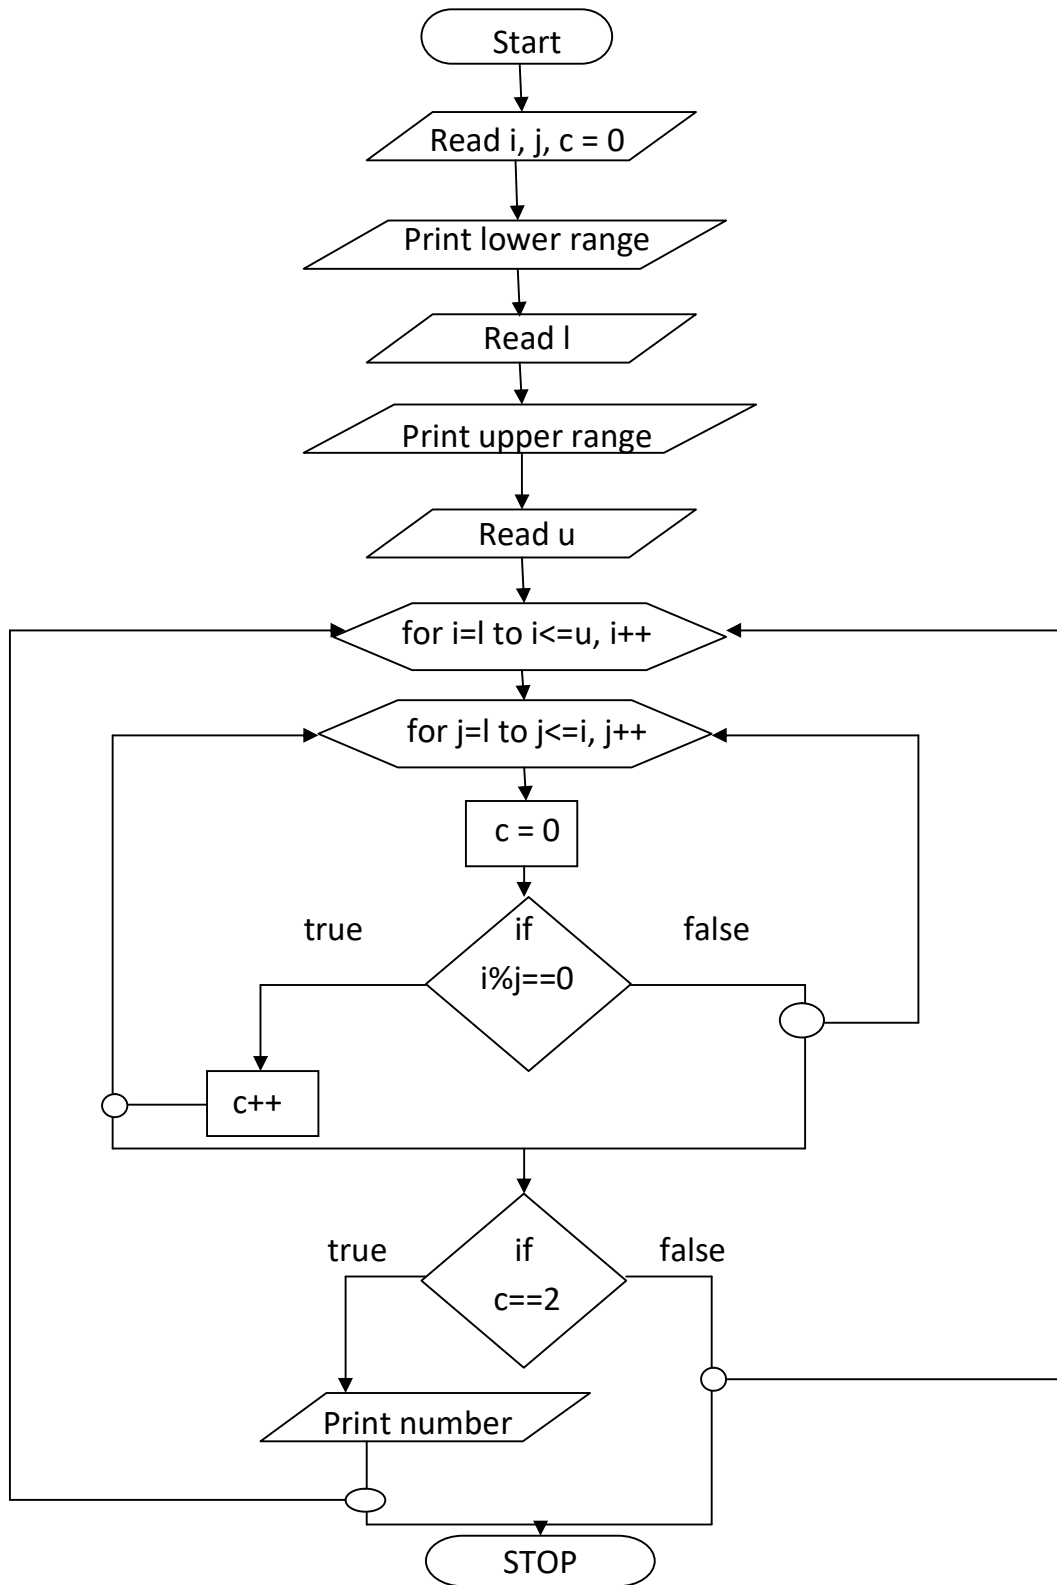 Start
Read i, j, c = 0
Print lower range
Read l
Print upper range
Read u
for i=l to i<=u, i++
for j=l to j<=i, j++
c = 0
true
if
false
i%j==0
c++
true
if
false
c==2
Print number
STOP